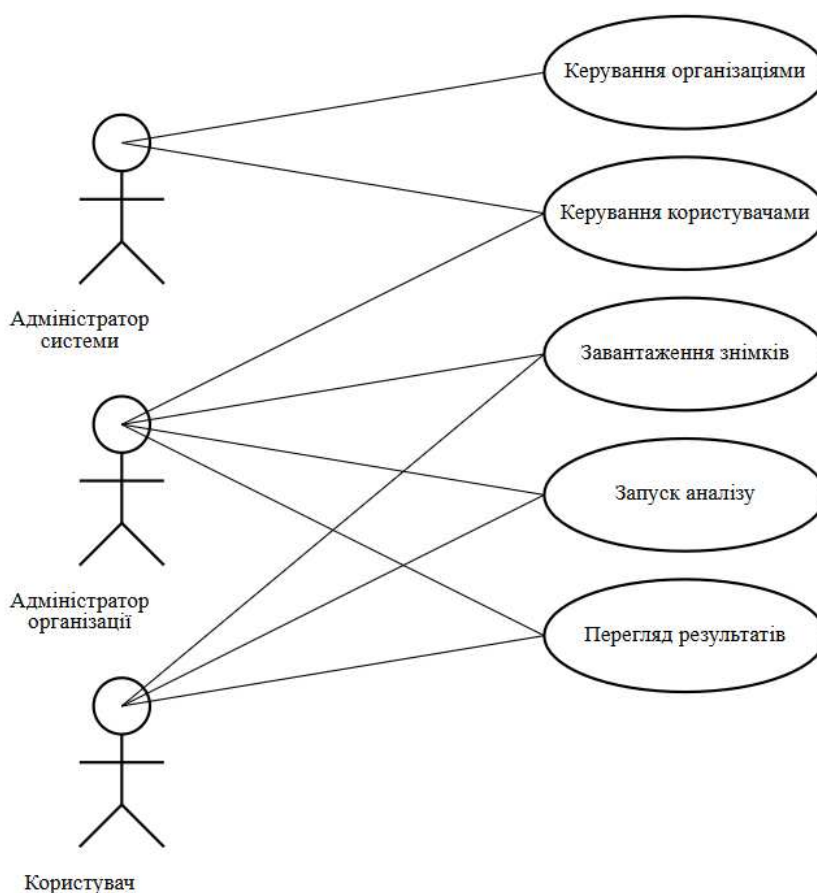 Керування організаціями
Керування користувачами
Адміністратор
системи
Завантаження знімків
Запуск аналізу
Адміністратор
організації
Перегляд результатів
Користувач